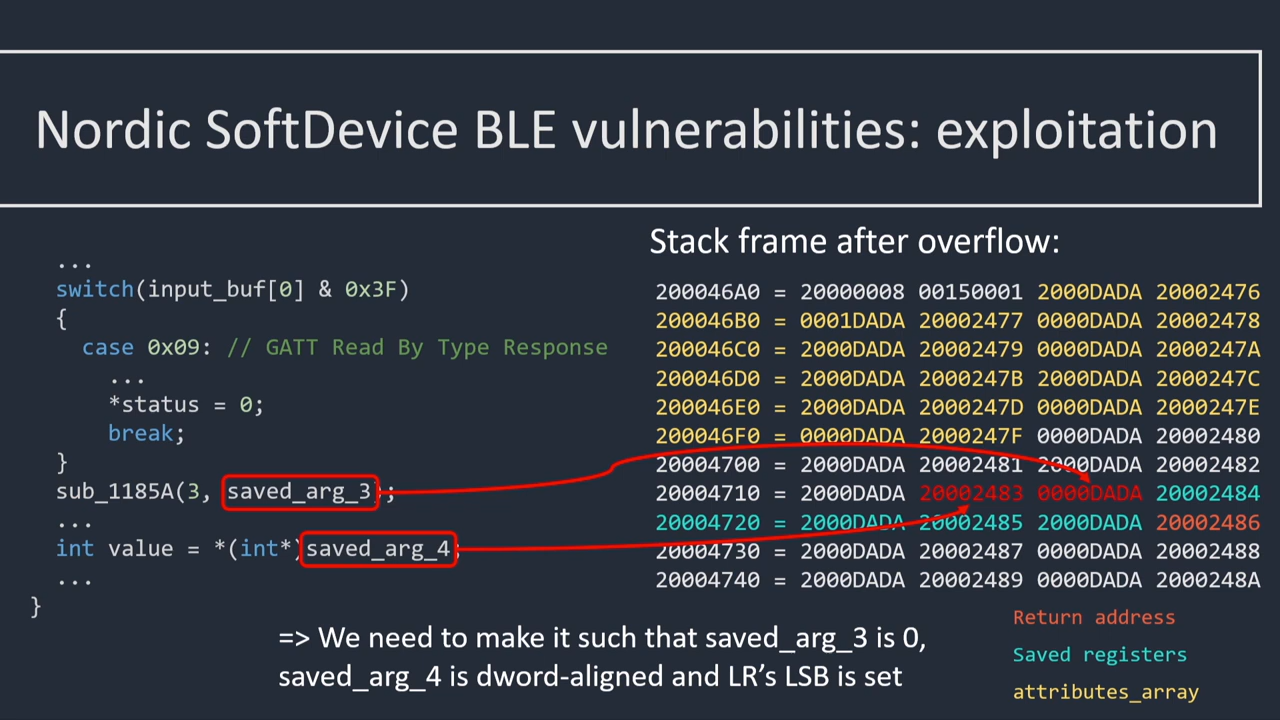 Nordic SoftDevice BLE vulnerabilities: exploitation
...
switch(input_buf[0] & 0x3F)
{
case 0x09: // GATT Read By Type Response
...
*status = 0;
break;
}
sub_1185A(3, saved_arg_3);
...
int value = *(int*)saved_arg_4;
...
}
Stack frame after overflow:
200046A0 = 20000008 00150001 2000DADA 20002476
200046B0 = 0001DADA 20002477 0000DADA 20002478
200046C0 = 2000DADA 20002479 0000DADA 2000247A
200046D0 = 2000DADA 2000247B 2000DADA 2000247C
200046E0 = 2000DADA 2000247D 0000DADA 2000247E
200046F0 = 0000DADA 2000247F 0000DADA 20002480
20004700 = 2000DADA 20002481 2000DADA 20002482
20004710 = 2000DADA 20002483 0000DADA 20002484
20004720 = 2000DADA 20002485 2000DADA 20002486
20004730 = 2000DADA 20002487 0000DADA 20002488
20004740 = 2000DADA 20002489 0000DADA 2000248A
=> We need to make it such that saved_arg_3 is 0,
saved_arg_4 is dword-aligned and LR's LSB is set
Return address
Saved registers
attributes_array